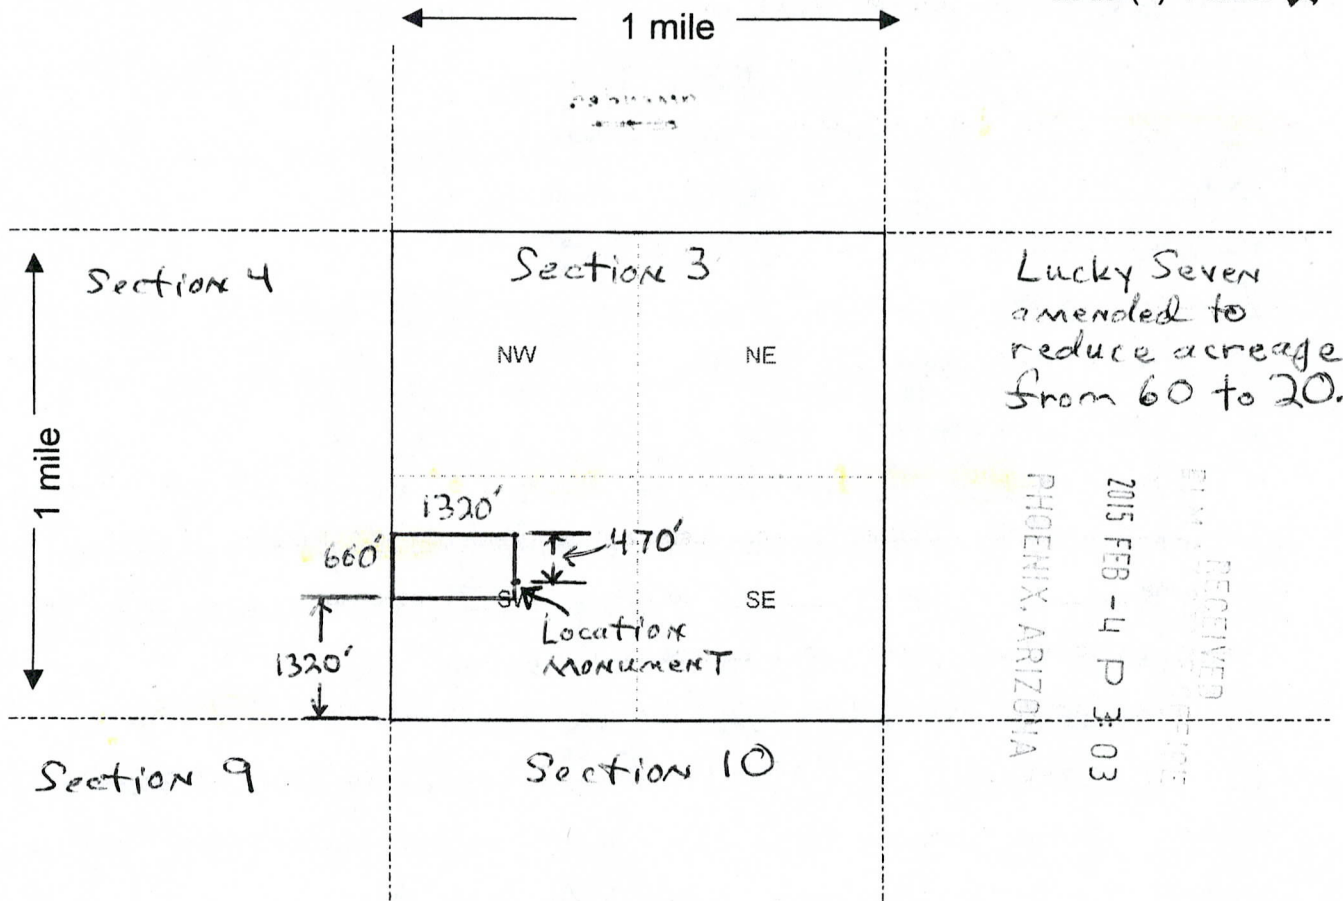 1 mile
Section 4
Section 3
Lucky Seven
amended to
reduce acreage
from 60 to 20.
NW
NE
1 mile
1320'
660'
470'
SW
SE
Location
Monument
1320'
RECEIVED
2015 FEB -4 P 3:03
PHOENIX, ARIZONA
Section 9
Section 10